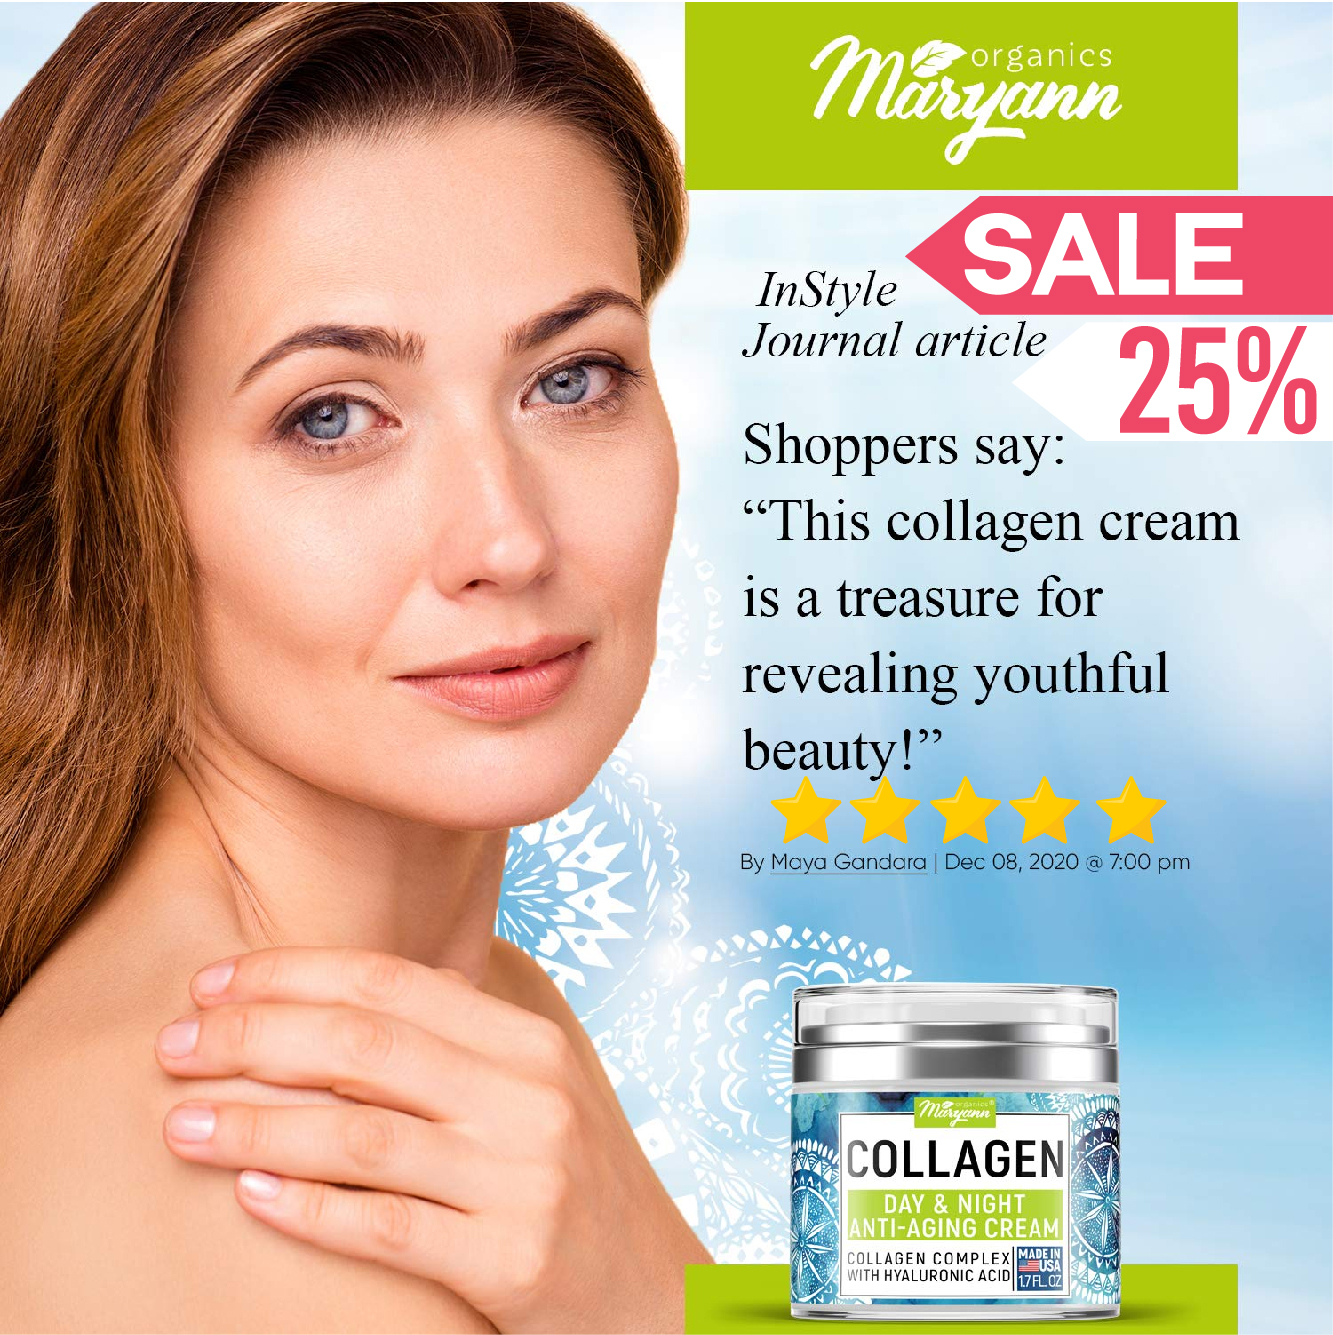 organics
Maryann
SALE
25%
InStyle
Journal article
Shoppers say:
“This collagen cream
is a treasure for
revealing youthful
beauty!”
By Maya Gandara | Dec 08, 2020 @ 7:00 pm
organics®
Maryann
COLLAGEN
DAY & NIGHT
ANTI-AGING CREAM
COLLAGEN COMPLEX
WITH HYALURONIC ACID
MADE IN
USA
1.7FL.OZ